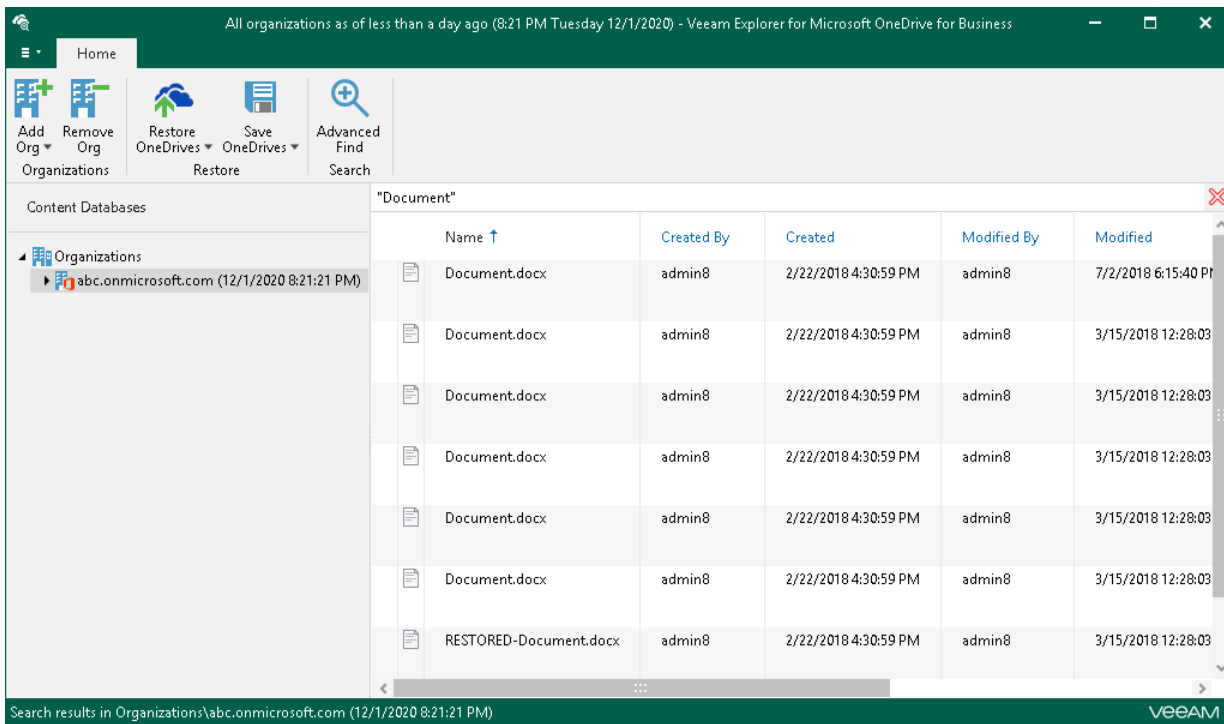 All organizations as of less than a day ago (8:21 PM Tuesday 12/1/2020) - Veeam Explorer for Microsoft OneDrive for Business
Home
Add Org
Remove Org
Restore OneDrives
Save OneDrives
Advanced Find
Organizations
Restore
Search
Content Databases
Organizations
abc.onmicrosoft.com (12/1/2020 8:21:21 PM)
"Document"
Name Created By Created Modified By Modified
Document.docx admin8 2/22/2018 4:30:59 PM admin8 7/2/2018 6:15:40 PM
Document.docx admin8 2/22/2018 4:30:59 PM admin8 3/15/2018 12:28:03
Document.docx admin8 2/22/2018 4:30:59 PM admin8 3/15/2018 12:28:03
Document.docx admin8 2/22/2018 4:30:59 PM admin8 3/15/2018 12:28:03
Document.docx admin8 2/22/2018 4:30:59 PM admin8 3/15/2018 12:28:03
Document.docx admin8 2/22/2018 4:30:59 PM admin8 3/15/2018 12:28:03
RESTORED-Document.docx admin8 2/22/2018 4:30:59 PM admin8 3/15/2018 12:28:03
Search results in Organizations\abc.onmicrosoft.com (12/1/2020 8:21:21 PM)
veeAM